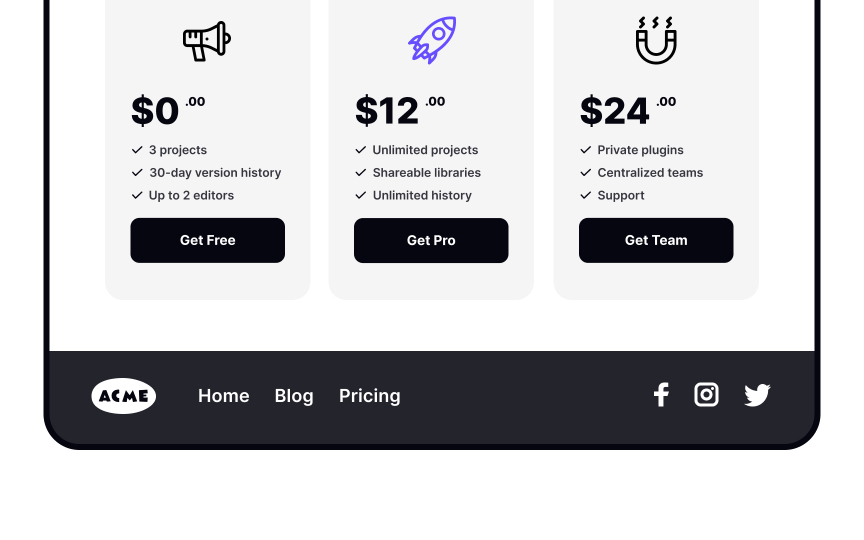 $0 .00
3 projects
30-day version history
Up to 2 editors
Get Free
$12 .00
Unlimited projects
Shareable libraries
Unlimited history
Get Pro
$24 .00
Private plugins
Centralized teams
Support
Get Team
ACME
Home Blog Pricing